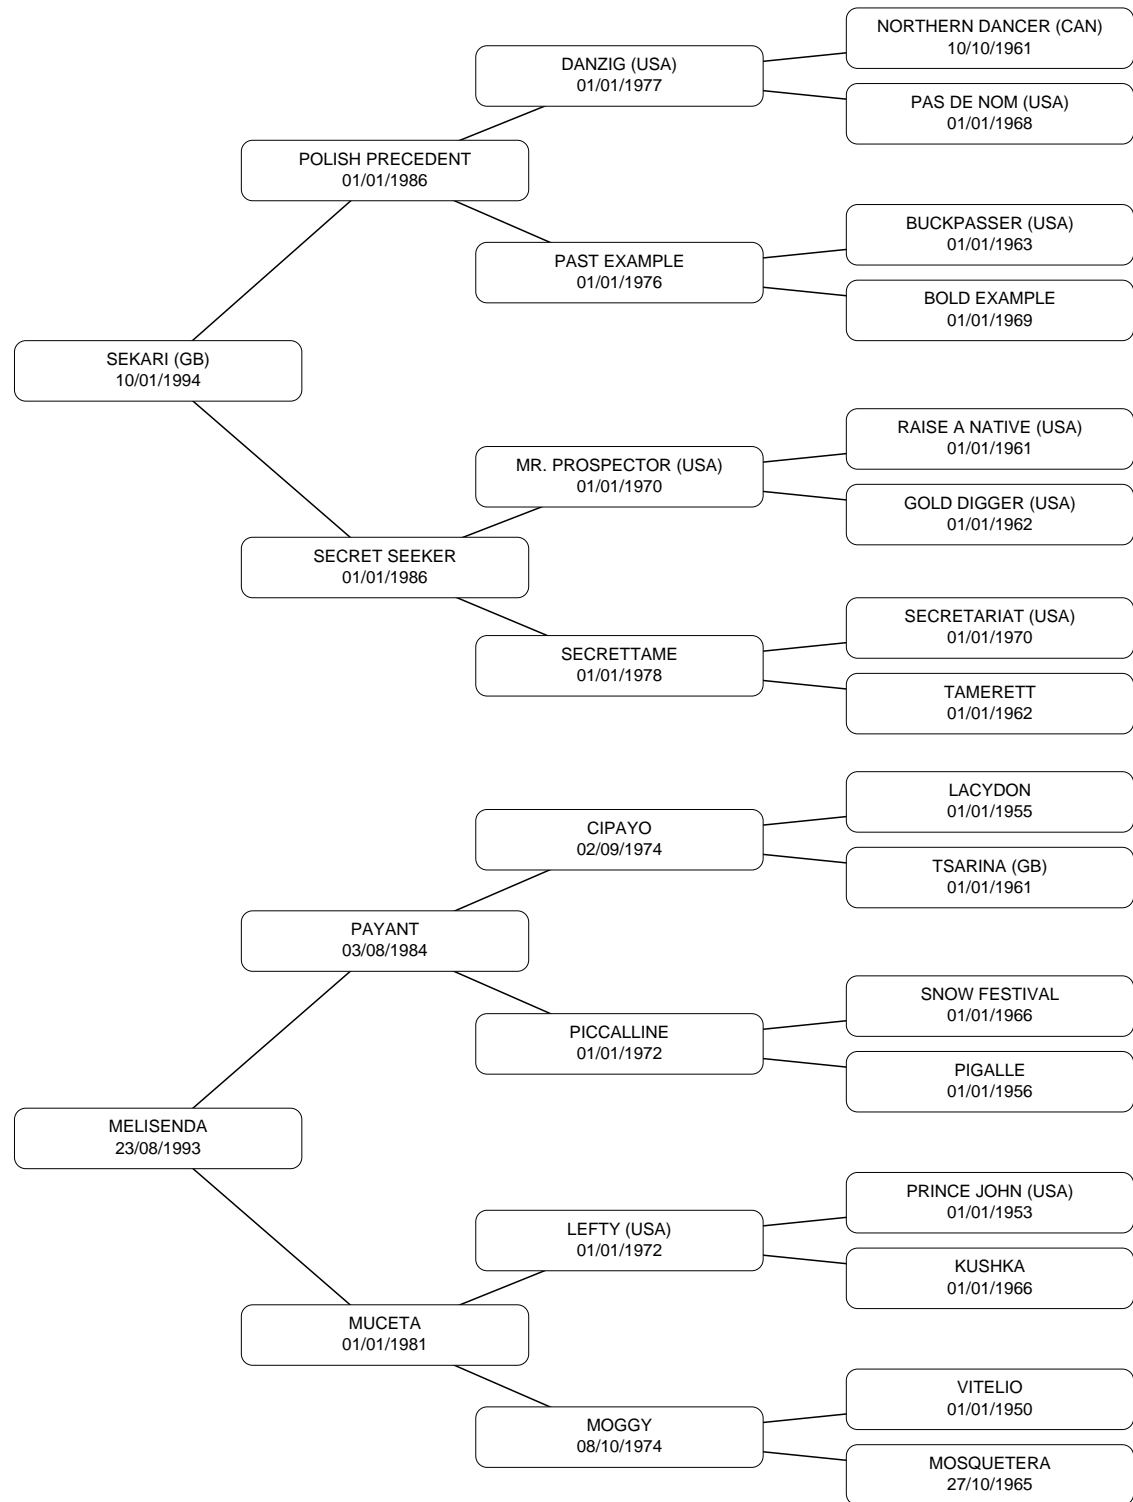 NORTHERN DANCER (CAN)
10/10/1961
DANZIG (USA)
01/01/1977
PAS DE NOM (USA)
01/01/1968
POLISH PRECEDENT
01/01/1986
BUCKPASSER (USA)
01/01/1963
PAST EXAMPLE
01/01/1976
BOLD EXAMPLE
01/01/1969
SEKARI (GB)
10/01/1994
RAISE A NATIVE (USA)
01/01/1961
MR. PROSPECTOR (USA)
01/01/1970
GOLD DIGGER (USA)
01/01/1962
SECRET SEEKER
01/01/1986
SECRETARIAT (USA)
01/01/1970
SECRETTAME
01/01/1978
TAMERETT
01/01/1962
LACYDON
01/01/1955
CIPAYO
02/09/1974
TSARINA (GB)
01/01/1961
PAYANT
03/08/1984
SNOW FESTIVAL
01/01/1966
PICCALLINE
01/01/1972
PIGALLE
01/01/1956
MELISENDA
23/08/1993
PRINCE JOHN (USA)
01/01/1953
LEFTY (USA)
01/01/1972
KUSHKA
01/01/1966
MUCETA
01/01/1981
VITELIO
01/01/1950
MOGGY
08/10/1974
MOSQUETERA
27/10/1965